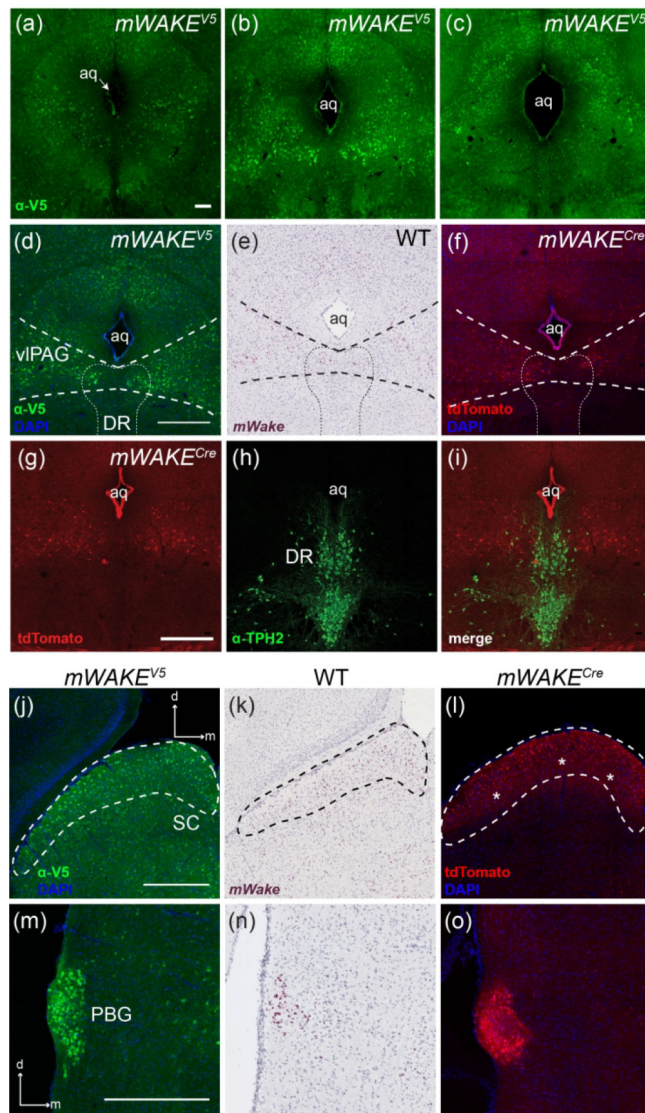 (a) mWAKE^V5 (b) mWAKE^V5 (c) mWAKE^V5
aq aq aq
α-V5
(d) mWAKE^V5 (e) WT (f) mWAKE^Cre
aq aq aq
vlPAG
α-V5 tdTomato
DAPI DR mWake DAPI
(g) mWAKE^Cre (h) (i)
aq aq aq
DR
tdTomato α-TPH2 merge
mWAKE^V5 WT mWAKE^Cre
(j) d (k) (l)
m
* * *
SC
α-V5 tdTomato
DAPI mWake DAPI
(m) (n) (o)
PBG
d
m